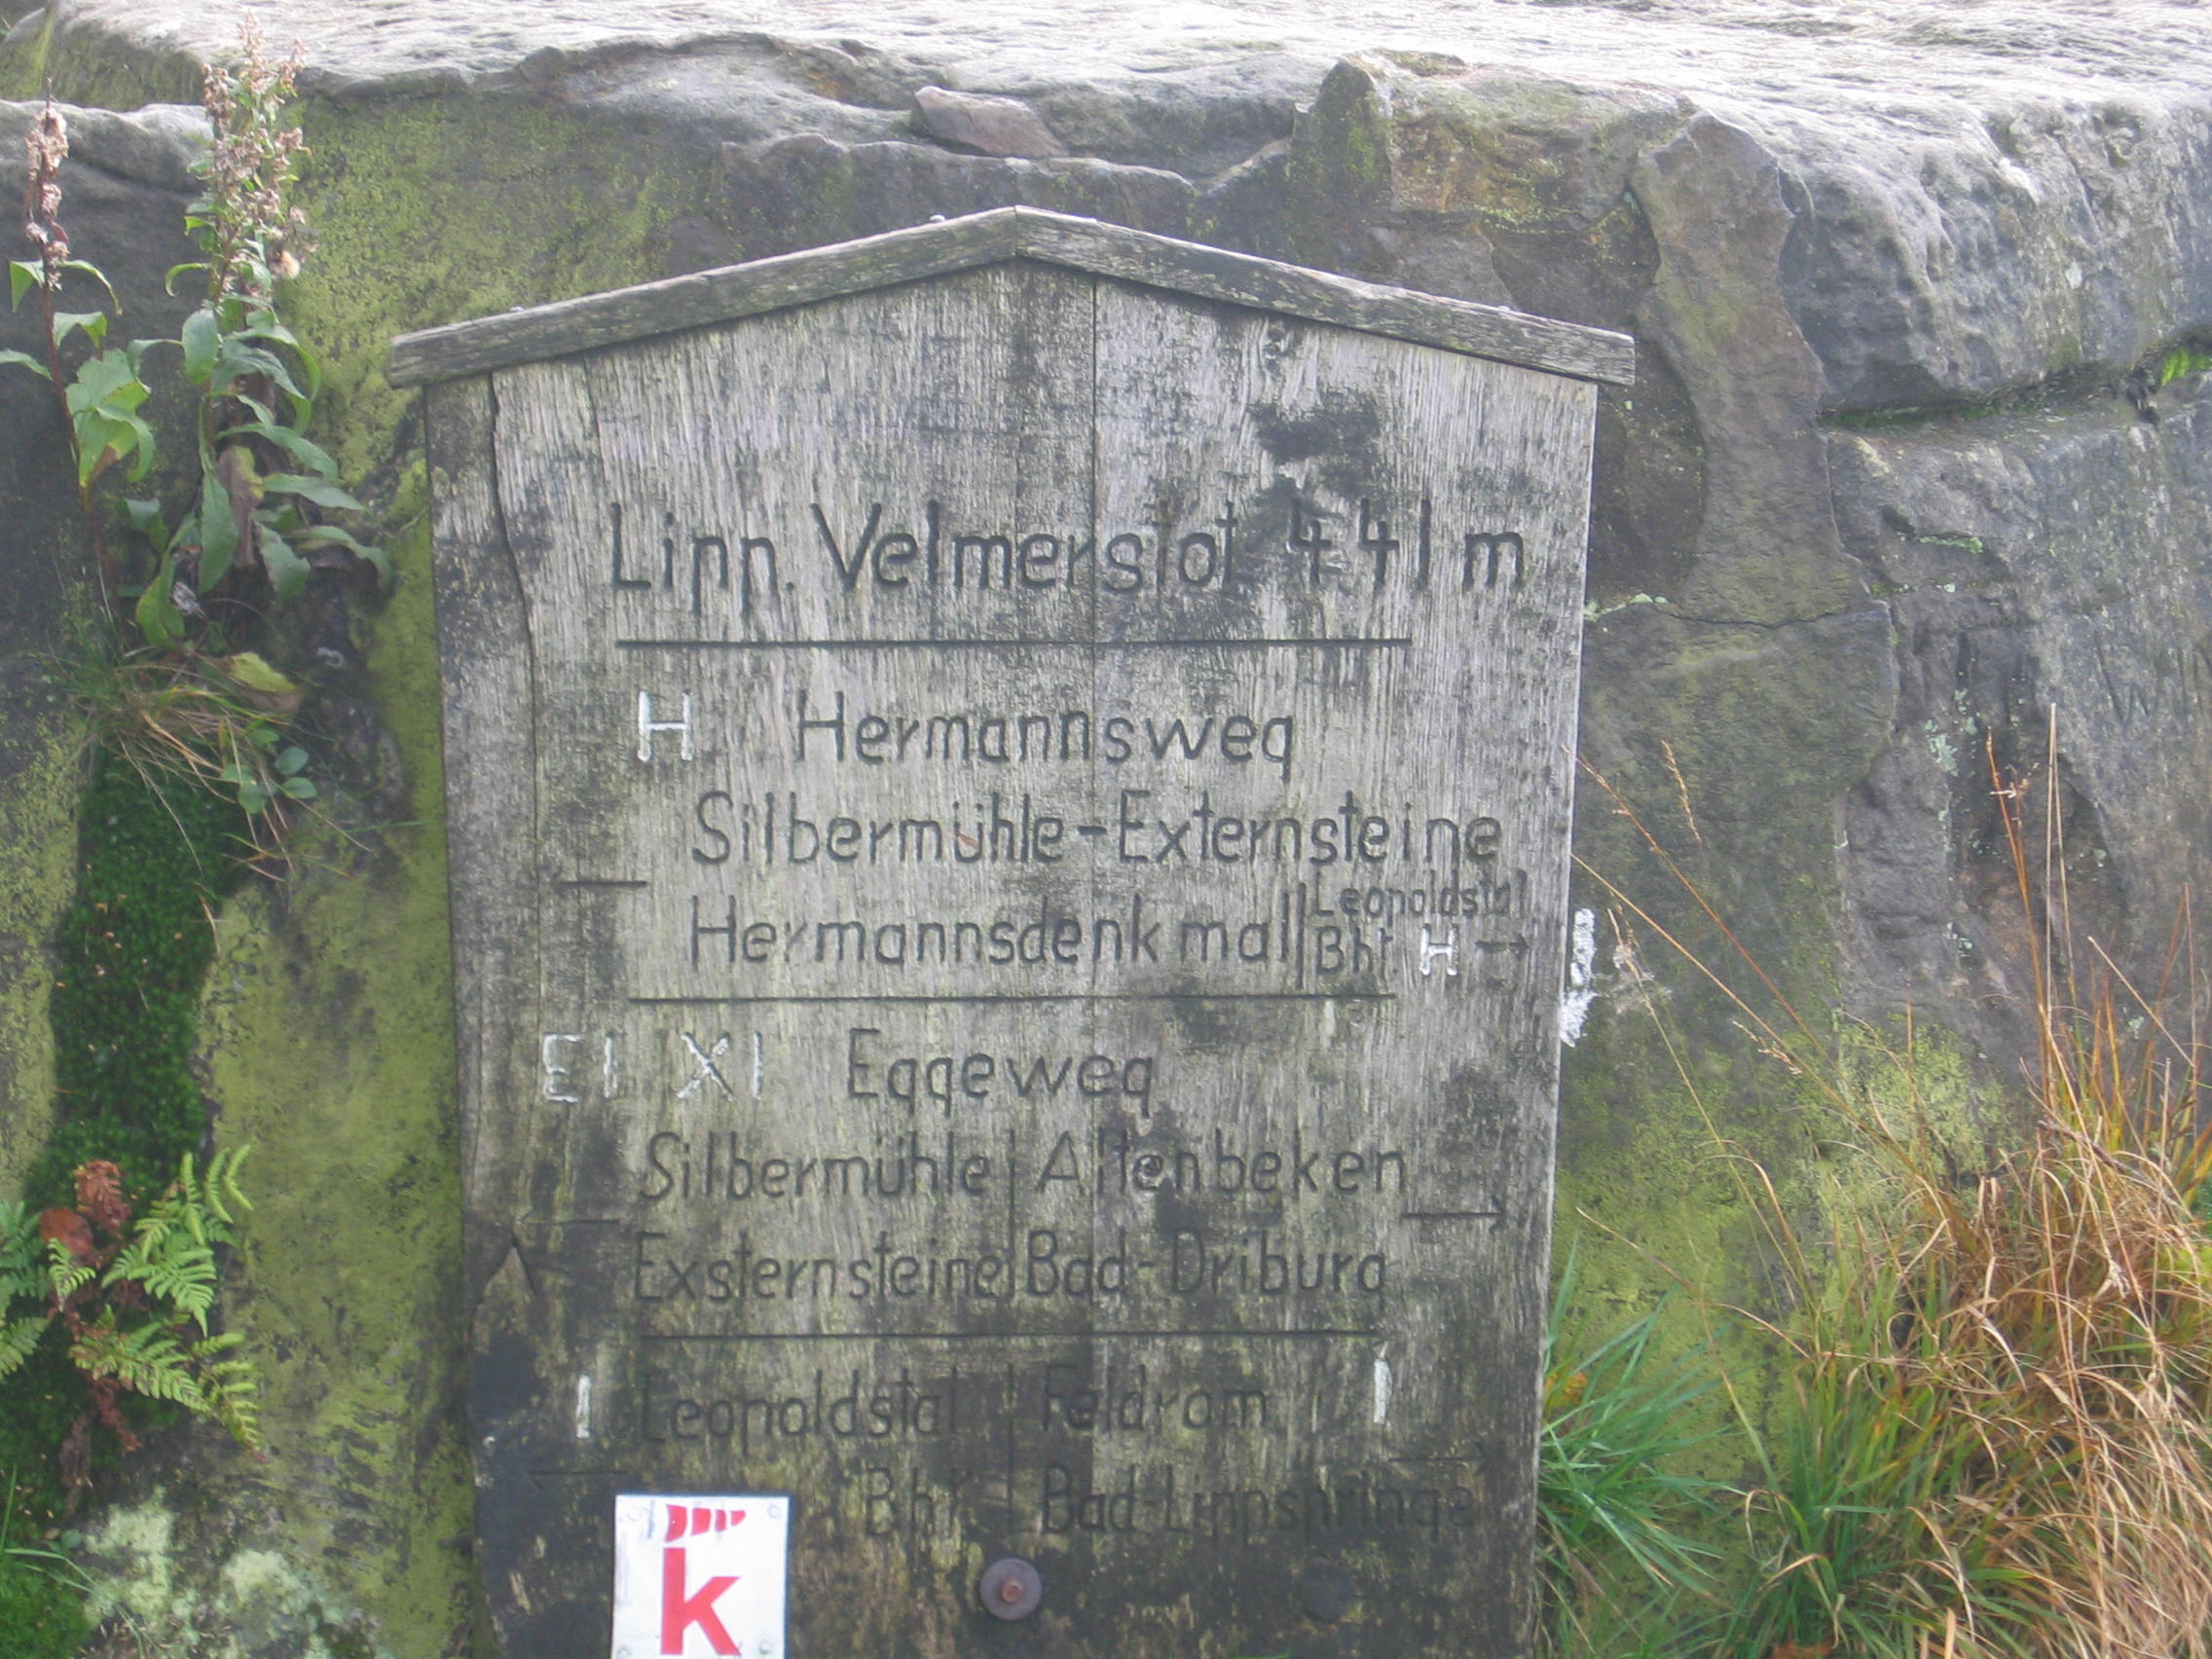 Lipp. Velmerstot 441 m
H Hermannsweg
Silbermühle-Externsteine
Hermannsdenkmal Leopoldstal
Bhf. H
E1 X1 Eggeweg
Silbermühle Altenbeken
Exsternsteine Bad-Driburg
Leopoldstal Feldrom
Bhf. Bad-Lippspringe
k